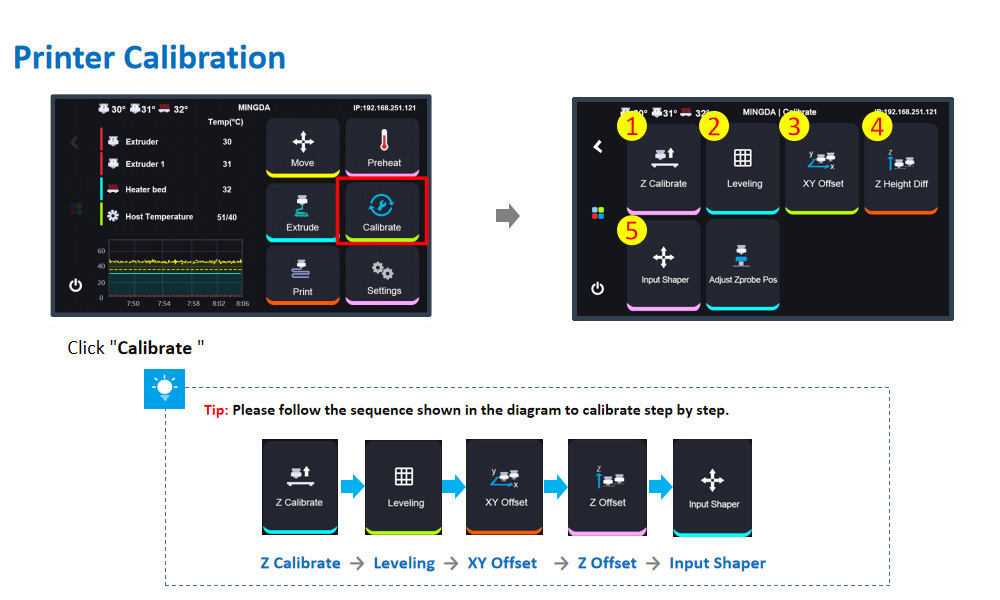 Printer Calibration
30° 31° 32° MINGDA IP:192.168.251.121
Temp(°C)
Extruder 30
Extruder 1 31
Heater bed 32
Host Temperature 51/40
60
40
20
0
7:50 7:54 7:58 8:02 8:06
Move Preheat
Extrude Calibrate
Print Settings
31° MINGDA | Calibrate IP:192.168.251.121
1 2 3 4
Z Calibrate Leveling XY Offset Z Height Diff
5
Input Shaper Adjust Zprobe Pos
Click "Calibrate "
Tip: Please follow the sequence shown in the diagram to calibrate step by step.
Z Calibrate Leveling XY Offset Z Offset Input Shaper
Z Calibrate → Leveling → XY Offset → Z Offset → Input Shaper